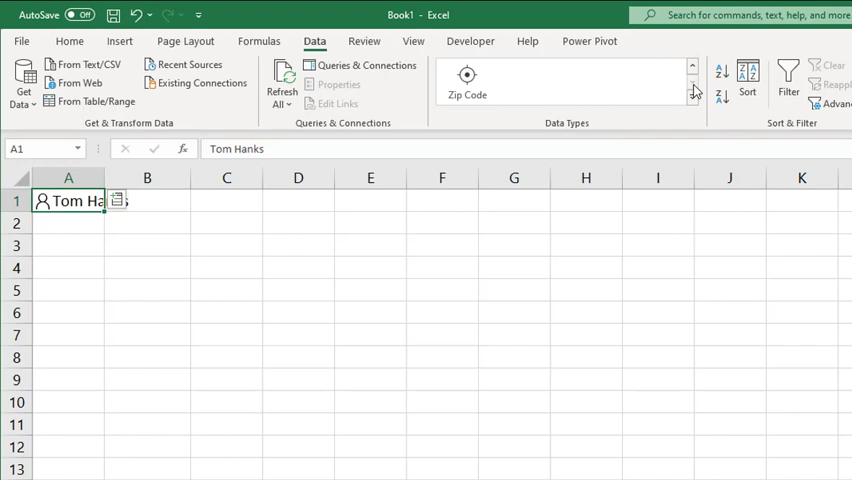 AutoSave Off Book1 - Excel Search for commands, text, help, and more
File Home Insert Page Layout Formulas Data Review View Developer Help Power Pivot
Get Data
From Text/CSV
From Web
From Table/Range
Recent Sources
Existing Connections
Get & Transform Data
Refresh All
Queries & Connections
Properties
Edit Links
Queries & Connections
Zip Code
Data Types
A
Z
Z
A
Z A
A Z
Sort
Filter
Clear
Advanc
Sort & Filter
A1 fx Tom Hanks
A B C D E F G H I J K
1 Tom Ha s
2
3
4
5
6
7
8
9
10
11
12
13